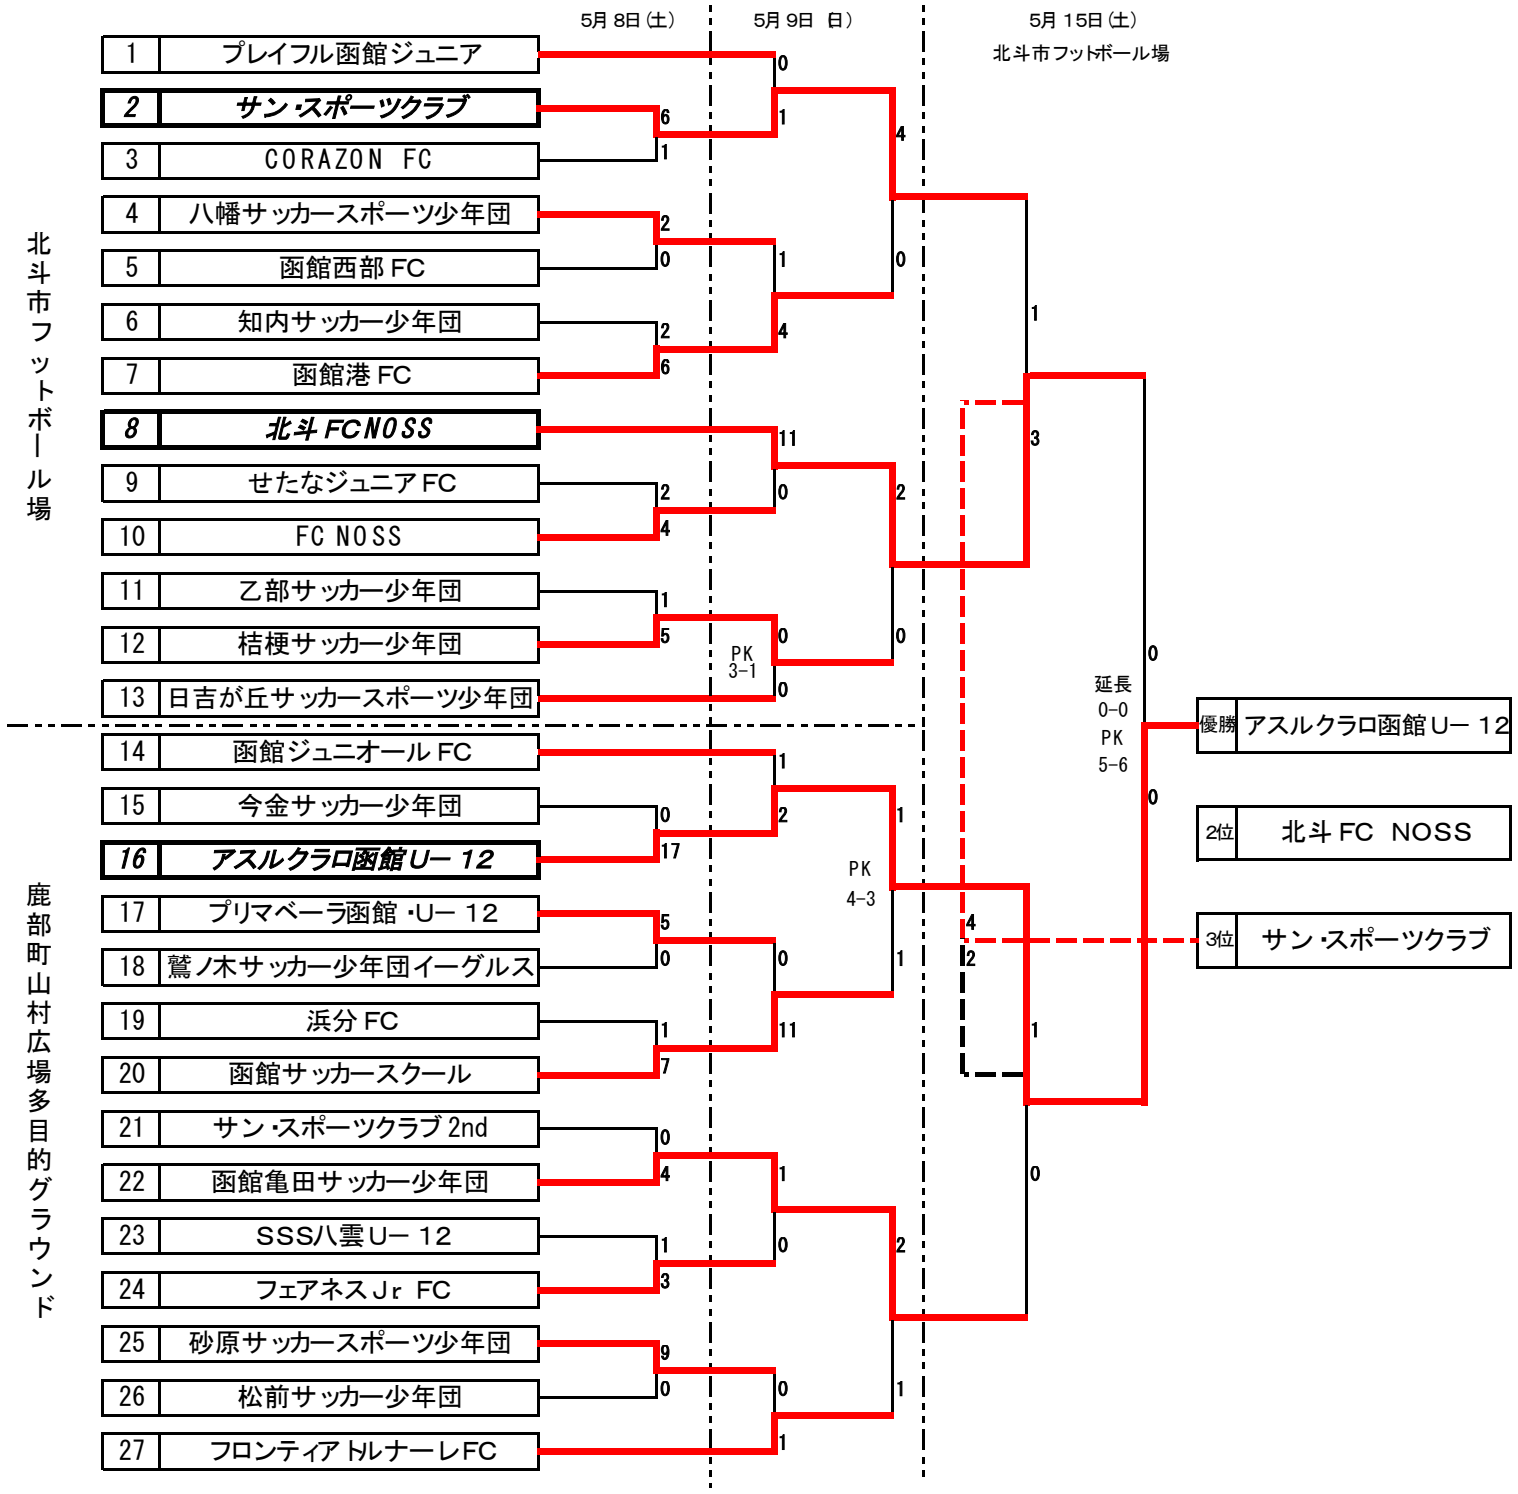 5月8日(土)
5月9日(日)
5月15日(土)
北斗市フットボール場
北斗市フットボール場
1 プレイフル函館ジュニア
2 サン・スポーツクラブ
3 CORAZON FC
4 八幡サッカースポーツ少年団
5 函館西部FC
6 知内サッカー少年団
7 函館港FC
8 北斗FC NOSS
9 せたなジュニアFC
10 FC NOSS
11 乙部サッカー少年団
12 桔梗サッカー少年団
13 日吉が丘サッカースポーツ少年団
鹿部町山村広場多目的グラウンド
14 函館ジュニオールFC
15 今金サッカー少年団
16 アスルクラロ函館U－12
17 プリマベーラ函館・U－12
18 鷲ノ木サッカー少年団イーグルス
19 浜分FC
20 函館サッカースクール
21 サン・スポーツクラブ2nd
22 函館亀田サッカー少年団
23 SSS八雲U－12
24 フェアネスJr FC
25 砂原サッカースポーツ少年団
26 松前サッカー少年団
27 フロンティアトルナーレFC
6
1
2
0
2
6
2
4
1
5
0
17
5
0
1
7
0
4
1
3
9
0
0
1
1
4
11
0
PK
3-1
0
0
1
2
0
11
1
0
0
1
4
0
2
0
1
PK
4-3
1
2
1
1
3
4
2
1
0
延長
0-0
PK
5-6
0
0
優勝 アスルクラロ函館U－12
2位 北斗FC NOSS
3位 サン・スポーツクラブ